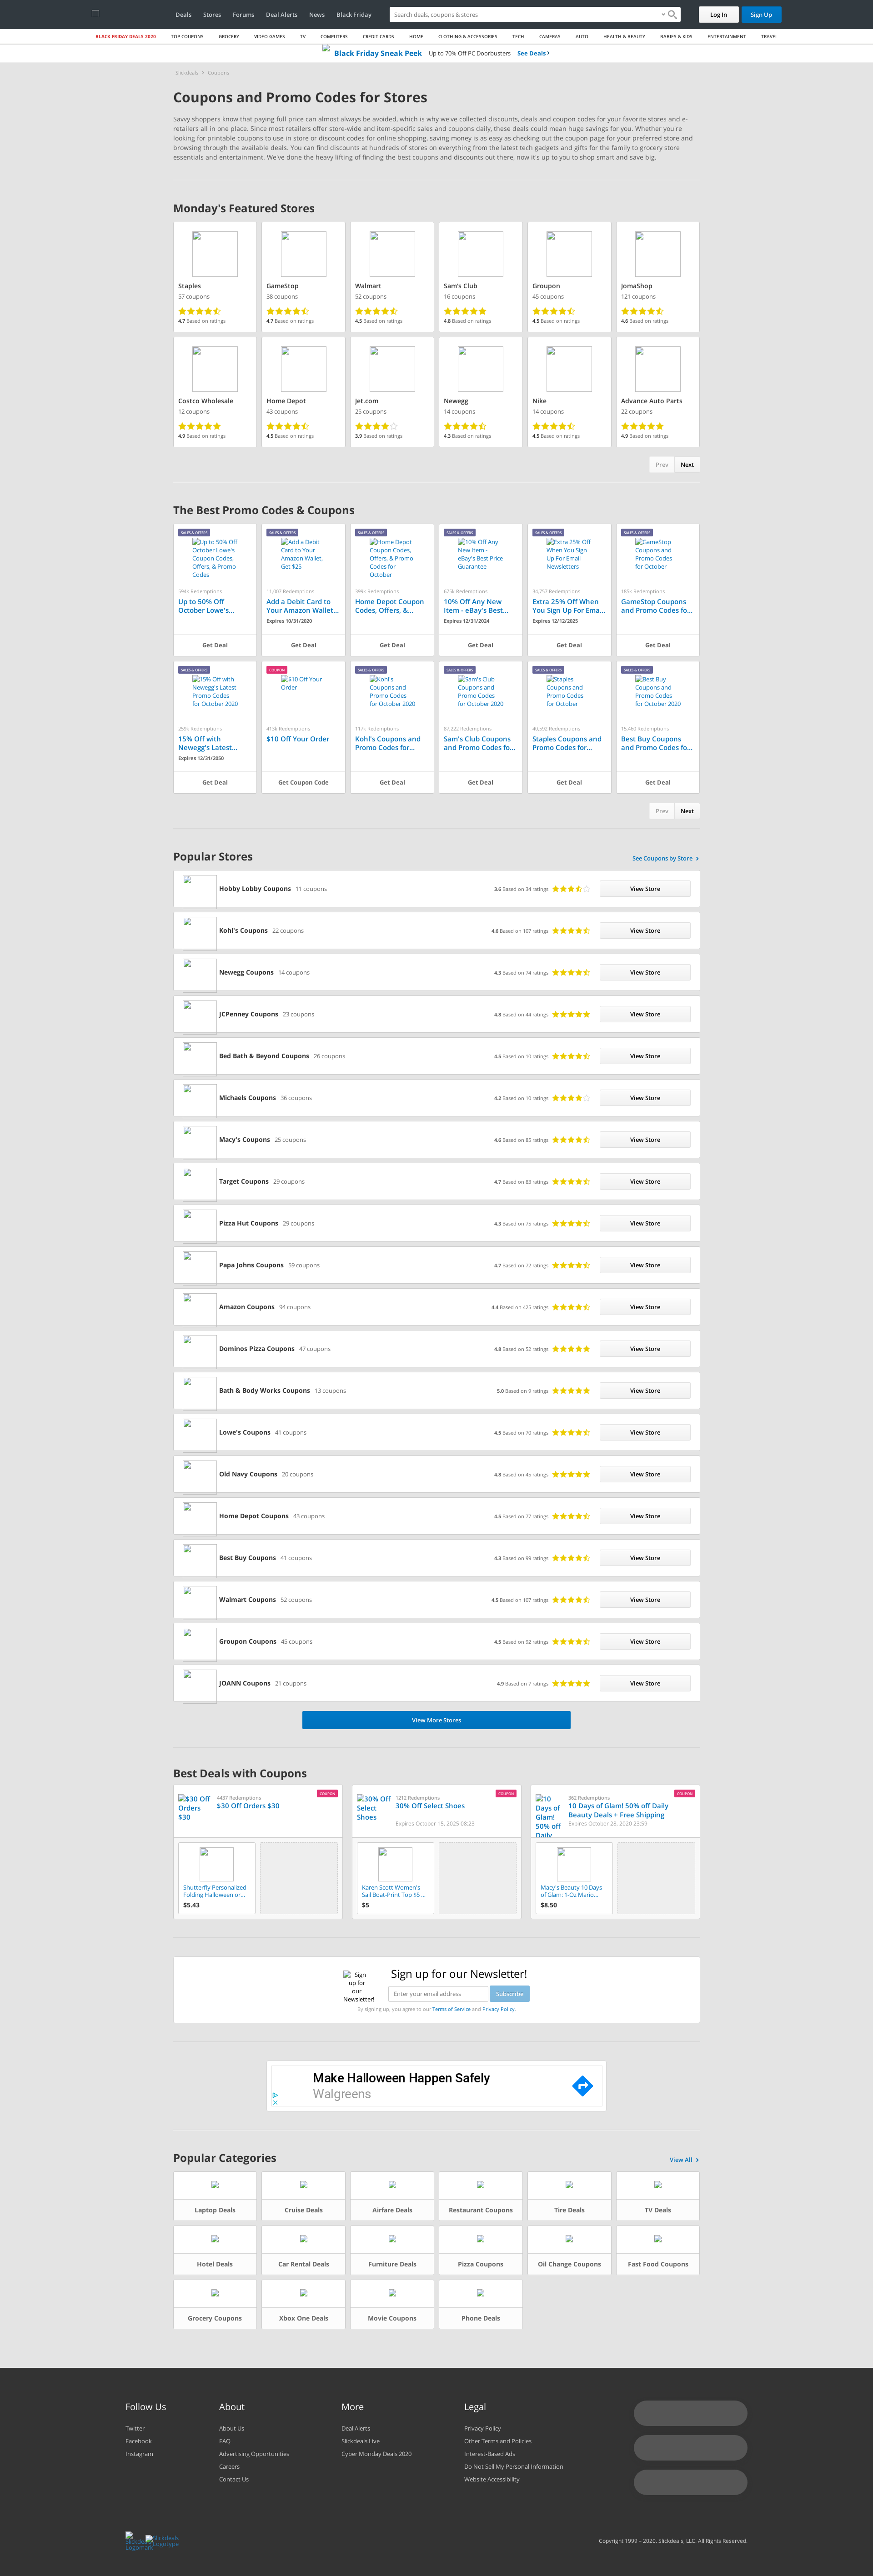 Deals Stores Forums Deal Alerts News Black Friday
Search deals, coupons & stores
Log In Sign Up
BLACK FRIDAY DEALS 2020 TOP COUPONS GROCERY VIDEO GAMES TV COMPUTERS CREDIT CARDS HOME CLOTHING & ACCESSORIES TECH CAMERAS AUTO HEALTH & BEAUTY BABIES & KIDS ENTERTAINMENT TRAVEL
Black Friday Sneak Peek Up to 70% Off PC Doorbusters See Deals ›
Slickdeals › Coupons
Coupons and Promo Codes for Stores
Savvy shoppers know that paying full price can almost always be avoided, which is why we've collected discounts, deals and coupon codes for your favorite stores and e-
retailers all in one place. Since most retailers offer store-wide and item-specific sales and coupons daily, these deals could mean huge savings for you. Whether you're
looking for printable coupons to use in store or discount codes for online shopping, saving money is as easy as checking out the coupon page for your preferred store and
browsing the latest savings. You can find discounts at hundreds of stores on everything from the latest tech gadgets and gifts for the family to grocery store
essentials and entertainment. We've done the heavy lifting of finding the best coupons and discounts out there, now it's up to you to shop smart and save big.
Monday's Featured Stores
Staples
57 coupons
4.7 Based on ratings
GameStop
38 coupons
4.7 Based on ratings
Walmart
52 coupons
4.5 Based on ratings
Sam's Club
16 coupons
4.8 Based on ratings
Groupon
45 coupons
4.5 Based on ratings
JomaShop
121 coupons
4.6 Based on ratings
Costco Wholesale
12 coupons
4.9 Based on ratings
Home Depot
43 coupons
4.5 Based on ratings
Jet.com
25 coupons
3.9 Based on ratings
Newegg
14 coupons
4.3 Based on ratings
Nike
14 coupons
4.5 Based on ratings
Advance Auto Parts
22 coupons
4.9 Based on ratings
Prev Next
The Best Promo Codes & Coupons
SALES & OFFERS
Up to 50% Off
October Lowe's
Coupon Codes,
Offers, & Promo
Codes
594k Redemptions
Up to 50% Off
October Lowe's...
Get Deal
SALES & OFFERS
Add a Debit
Card to Your
Amazon Wallet,
Get $25
11,007 Redemptions
Add a Debit Card to
Your Amazon Wallet...
Expires 10/31/2020
Get Deal
SALES & OFFERS
Home Depot
Coupon Codes,
Offers, & Promo
Codes for
October
399k Redemptions
Home Depot Coupon
Codes, Offers, &...
Get Deal
SALES & OFFERS
10% Off Any
New Item -
eBay's Best Price
Guarantee
675k Redemptions
10% Off Any New
Item - eBay's Best...
Expires 12/31/2024
Get Deal
SALES & OFFERS
Extra 25% Off
When You Sign
Up For Email
Newsletters
34,757 Redemptions
Extra 25% Off When
You Sign Up For Ema...
Expires 12/12/2025
Get Deal
SALES & OFFERS
GameStop
Coupons and
Promo Codes
for October
185k Redemptions
GameStop Coupons
and Promo Codes fo...
Get Deal
SALES & OFFERS
15% Off with
Newegg's Latest
Promo Codes
for October 2020
259k Redemptions
15% Off with
Newegg's Latest...
Expires 12/31/2050
Get Deal
COUPON
$10 Off Your
Order
413k Redemptions
$10 Off Your Order
Get Coupon Code
SALES & OFFERS
Kohl's
Coupons and
Promo Codes
for October 2020
117k Redemptions
Kohl's Coupons and
Promo Codes for...
Get Deal
SALES & OFFERS
Sam's Club
Coupons and
Promo Codes
for October 2020
87,222 Redemptions
Sam's Club Coupons
and Promo Codes fo...
Get Deal
SALES & OFFERS
Staples
Coupons and
Promo Codes
for October
40,550 Redemptions
Staples Coupons and
Promo Codes for...
Get Deal
SALES & OFFERS
Best Buy
Coupons and
Promo Codes
for October 2020
15,460 Redemptions
Best Buy Coupons
and Promo Codes fo...
Get Deal
Prev Next
Popular Stores
See Coupons by Store ›
Hobby Lobby Coupons 11 coupons 3.6 Based on 34 ratings View Store
Kohl's Coupons 22 coupons 4.6 Based on 107 ratings View Store
Newegg Coupons 14 coupons 4.3 Based on 74 ratings View Store
JCPenney Coupons 23 coupons 4.8 Based on 44 ratings View Store
Bed Bath & Beyond Coupons 26 coupons 4.5 Based on 10 ratings View Store
Michaels Coupons 36 coupons 4.2 Based on 10 ratings View Store
Macy's Coupons 25 coupons 4.6 Based on 85 ratings View Store
Target Coupons 29 coupons 4.7 Based on 83 ratings View Store
Pizza Hut Coupons 29 coupons 4.3 Based on 75 ratings View Store
Papa Johns Coupons 59 coupons 4.7 Based on 72 ratings View Store
Amazon Coupons 94 coupons 4.4 Based on 425 ratings View Store
Dominos Pizza Coupons 47 coupons 4.8 Based on 52 ratings View Store
Bath & Body Works Coupons 13 coupons 5.0 Based on 9 ratings View Store
Lowe's Coupons 41 coupons 4.5 Based on 70 ratings View Store
Old Navy Coupons 20 coupons 4.8 Based on 45 ratings View Store
Home Depot Coupons 43 coupons 4.5 Based on 77 ratings View Store
Best Buy Coupons 41 coupons 4.3 Based on 99 ratings View Store
Walmart Coupons 52 coupons 4.5 Based on 107 ratings View Store
Groupon Coupons 45 coupons 4.5 Based on 92 ratings View Store
JOANN Coupons 21 coupons 4.9 Based on 7 ratings View Store
View More Stores
Best Deals with Coupons
COUPON
$30 Off
Orders
$30
4437 Redemptions
$30 Off Orders $30
Shutterfly Personalized
Folding Halloween or...
$5.43
COUPON
30% Off
Select
Shoes
1212 Redemptions
30% Off Select Shoes
Expires October 15, 2025 08:23
Karen Scott Women's
Sail Boat-Print Top $5 ...
$5
COUPON
10
Days of
Glam!
50% off
Daily
362 Redemptions
10 Days of Glam! 50% off Daily
Beauty Deals + Free Shipping
Expires October 28, 2020 23:59
Macy's Beauty 10 Days
of Glam: 1-Oz Mario...
$8.50
Sign
up for
our
Newsletter!
Sign up for our Newsletter!
Enter your email address
Subscribe
By signing up, you agree to our Terms of Service and Privacy Policy.
Make Halloween Happen Safely
Walgreens
Popular Categories
View All ›
Laptop Deals Cruise Deals Airfare Deals Restaurant Coupons Tire Deals TV Deals
Hotel Deals Car Rental Deals Furniture Deals Pizza Coupons Oil Change Coupons Fast Food Coupons
Grocery Coupons Xbox One Deals Movie Coupons Phone Deals
Follow Us
Twitter
Facebook
Instagram
About
About Us
FAQ
Advertising Opportunities
Careers
Contact Us
More
Deal Alerts
Slickdeals Live
Cyber Monday Deals 2020
Legal
Privacy Policy
Other Terms and Policies
Interest-Based Ads
Do Not Sell My Personal Information
Website Accessibility
Slickdeals
Logotype
Copyright 1999 – 2020. Slickdeals, LLC. All Rights Reserved.